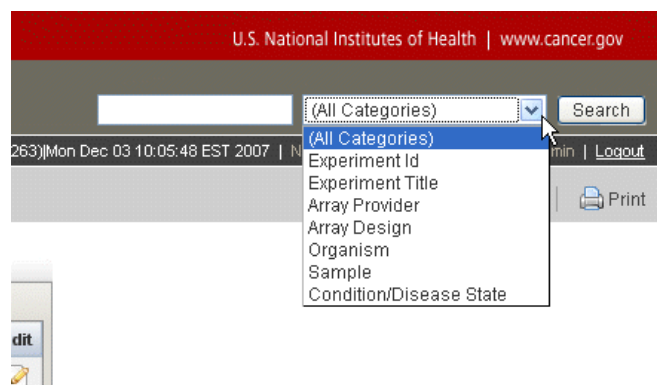 U.S. National Institutes of Health | www.cancer.gov
(All Categories) Search
(All Categories)
263)|Mon Dec 03 10:05:48 EST 2007 | N min | Logout
Experiment Id
Experiment Title
Print
Array Provider
Array Design
Organism
Sample
Condition/Disease State
dit